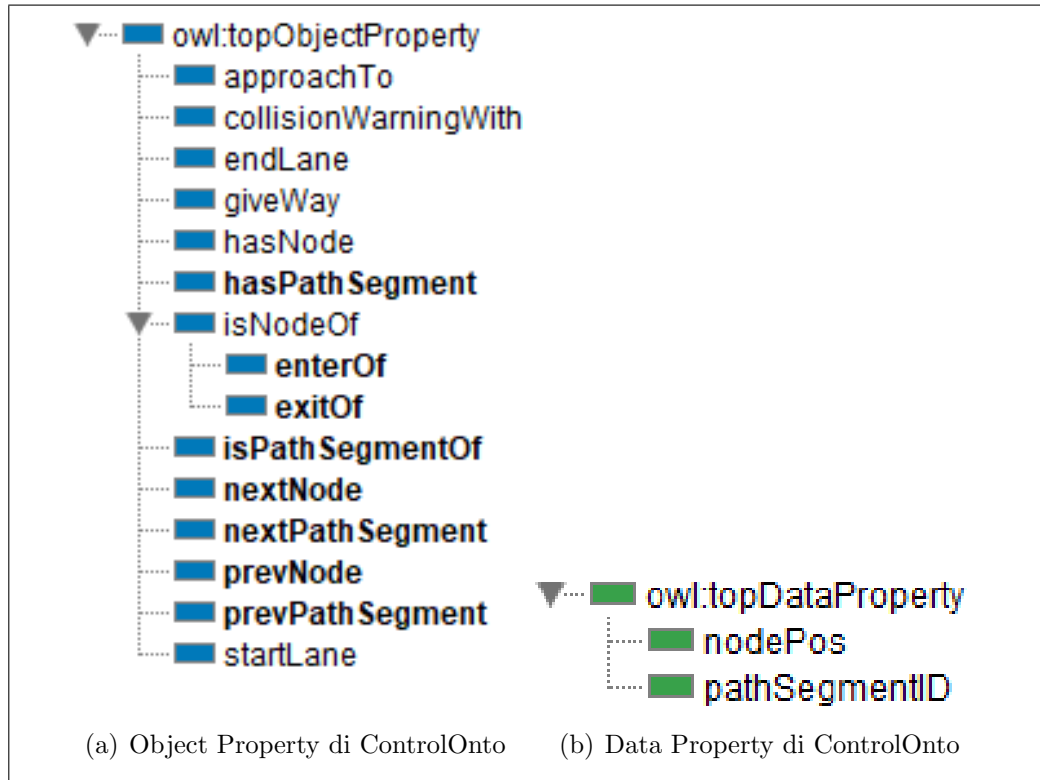 owl:topObjectProperty
approachTo
collisionWarningWith
endLane
giveWay
hasNode
hasPathSegment
isNodeOf
enterOf
exitOf
isPathSegmentOf
nextNode
nextPathSegment
prevNode
prevPathSegment
startLane
(a) Object Property di ControlOnto
owl:topDataProperty
nodePos
pathSegmentID
(b) Data Property di ControlOnto